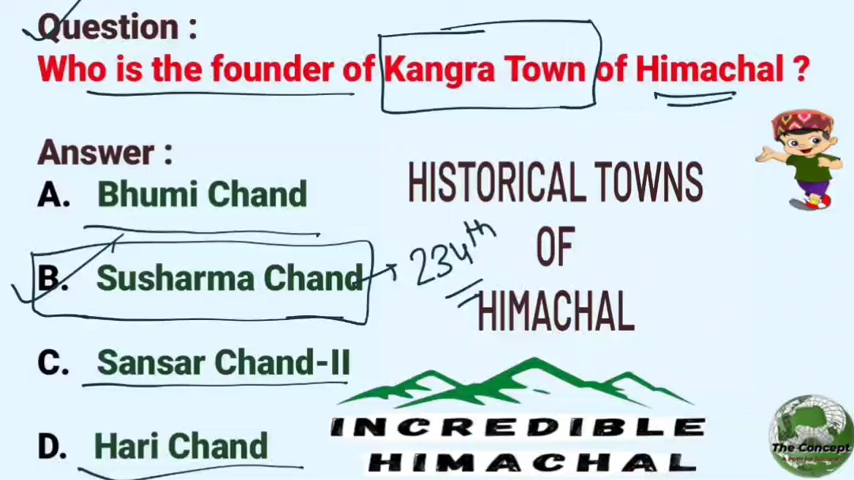 Question :
Who is the founder of Kangra Town of Himachal ?
Answer :
A. Bhumi Chand
B. Susharma Chand
234th
C. Sansar Chand-II
D. Hari Chand
HISTORICAL TOWNS
OF
HIMACHAL
INCREDIBLE
HIMACHAL
The Concept